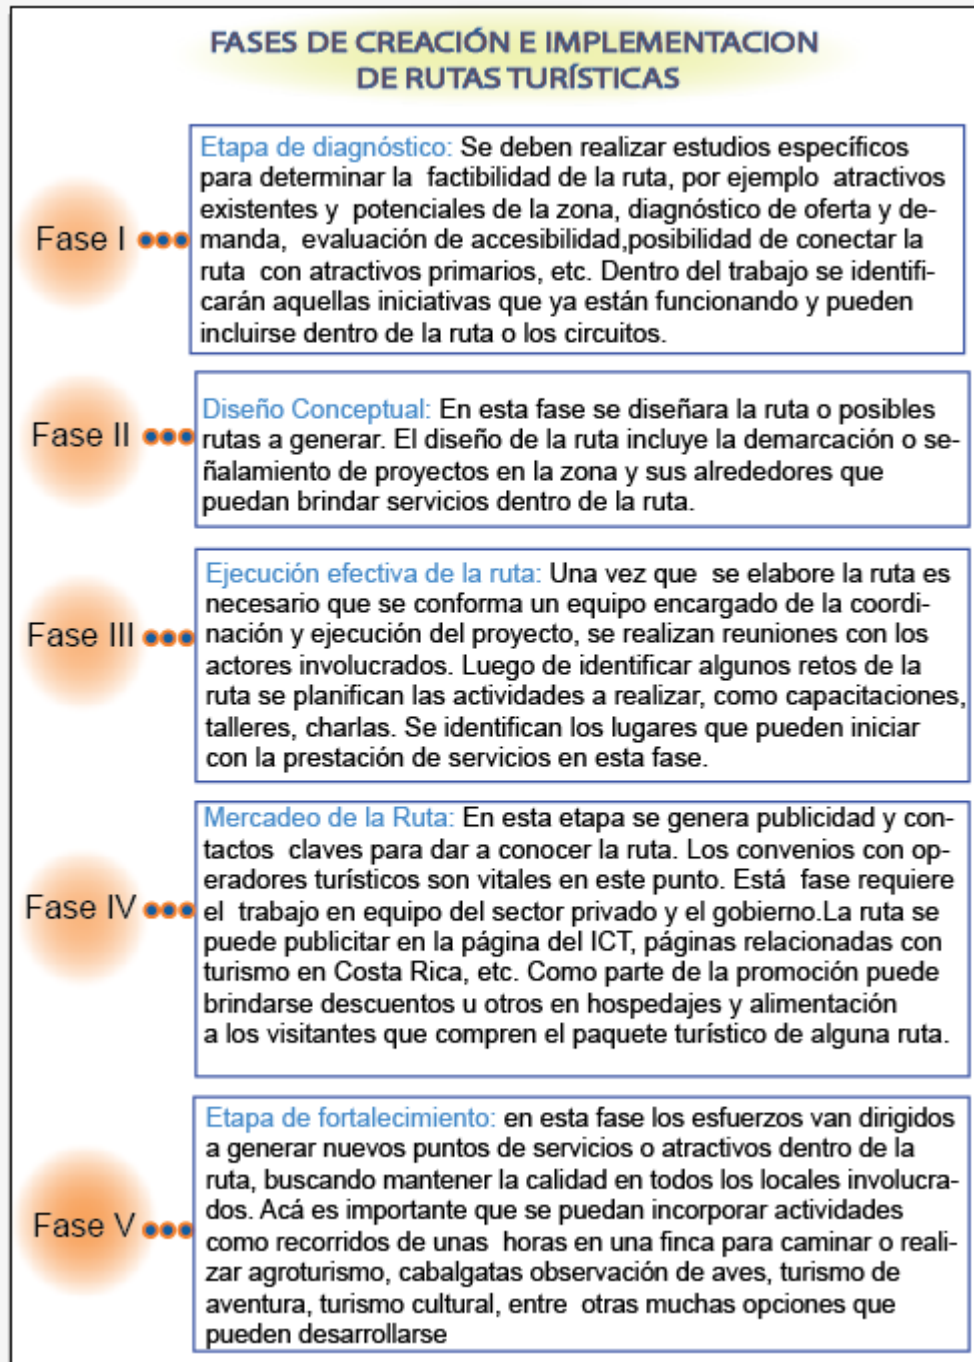 FASES DE CREACIÓN E IMPLEMENTACION
DE RUTAS TURÍSTICAS
Fase I
Etapa de diagnóstico: Se deben realizar estudios específicos
para determinar la factibilidad de la ruta, por ejemplo atractivos
existentes y potenciales de la zona, diagnóstico de oferta y de-
manda, evaluación de accesibilidad,posibilidad de conectar la
ruta con atractivos primarios, etc. Dentro del trabajo se identifi-
carán aquellas iniciativas que ya están funcionando y pueden
incluirse dentro de la ruta o los circuitos.
Fase II
Diseño Conceptual: En esta fase se diseñara la ruta o posibles
rutas a generar. El diseño de la ruta incluye la demarcación o se-
ñalamiento de proyectos en la zona y sus alrededores que
puedan brindar servicios dentro de la ruta.
Fase III
Ejecución efectiva de la ruta: Una vez que se elabore la ruta es
necesario que se conforma un equipo encargado de la coordi-
nación y ejecución del proyecto, se realizan reuniones con los
actores involucrados. Luego de identificar algunos retos de la
ruta se planifican las actividades a realizar, como capacitaciones,
talleres, charlas. Se identifican los lugares que pueden iniciar
con la prestación de servicios en esta fase.
Fase IV
Mercadeo de la Ruta: En esta etapa se genera publicidad y con-
tactos claves para dar a conocer la ruta. Los convenios con op-
eradores turísticos son vitales en este punto. Está fase requiere
el trabajo en equipo del sector privado y el gobierno.La ruta se
puede publicitar en la página del ICT, páginas relacionadas con
turismo en Costa Rica, etc. Como parte de la promoción puede
brindarse descuentos u otros en hospedajes y alimentación
a los visitantes que compren el paquete turístico de alguna ruta.
Fase V
Etapa de fortalecimiento: en esta fase los esfuerzos van dirigidos
a generar nuevos puntos de servicios o atractivos dentro de la
ruta, buscando mantener la calidad en todos los locales involucra-
dos. Acá es importante que se puedan incorporar actividades
como recorridos de unas horas en una finca para caminar o reali-
zar agroturismo, cabalgatas observación de aves, turismo de
aventura, turismo cultural, entre otras muchas opciones que
pueden desarrollarse